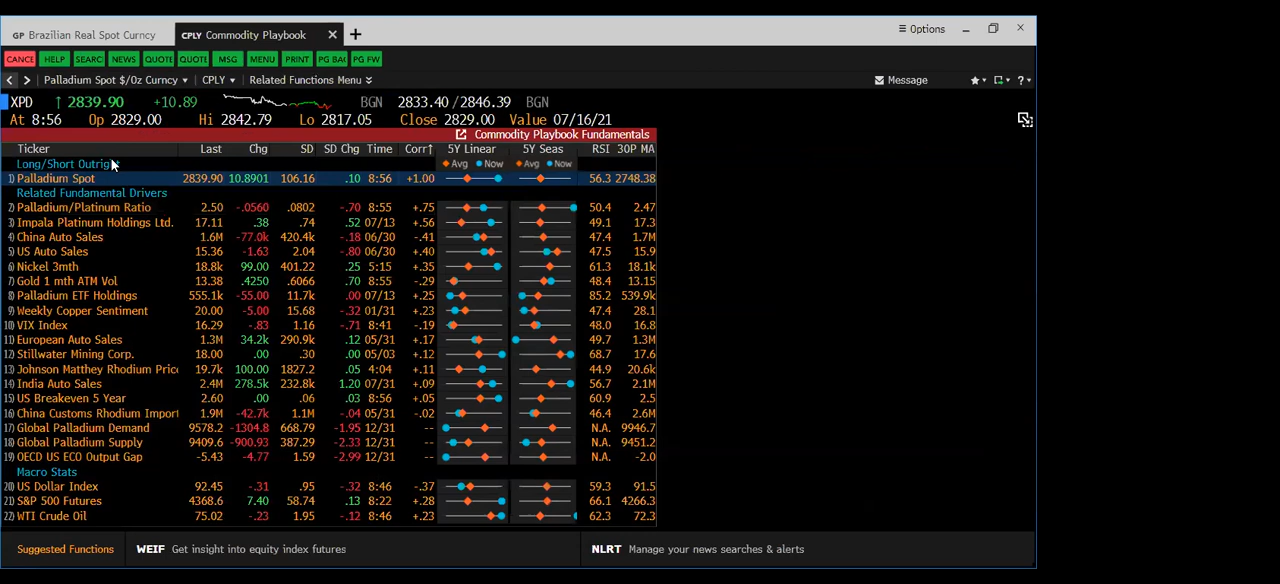 GP Brazilian Real Spot Curncy CPLY Commodity Playbook × + Options
CANCE HELP SEARC NEWS QUOTE QUOTE MSG MENU PRINT PG BAC PG FW
Palladium Spot $/Oz Curncy CPLY Related Functions Menu Message
XPD ↑ 2839.90 +10.89 BGN 2833.40/2846.39 BGN
At 8:56 Op 2829.00 Hi 2842.79 Lo 2817.05 Close 2829.00 Value 07/16/21
Commodity Playbook Fundamentals
Ticker Last Chg SD SD Chg Time Corr↑ 5Y Linear 5Y Seas RSI 30P MA
Long/Short Outright Avg Now Avg Now
1) Palladium Spot 2839.90 10.8901 106.16 .10 8:56 +1.00 56.3 2748.38
Related Fundamental Drivers
2) Palladium/Platinum Ratio 2.50 -.0560 .0802 -.70 8:55 +.75 50.4 2.47
3) Impala Platinum Holdings Ltd. 17.11 .38 .74 .52 07/13 +.56 49.1 17.3
4) China Auto Sales 1.6M -77.0k 420.4k -.18 06/30 -.41 47.4 1.7M
5) US Auto Sales 15.36 -1.63 2.04 -.80 06/30 +.40 47.5 15.9
6) Nickel 3mth 18.8k 99.00 401.22 .25 5:15 +.35 61.3 18.1k
7) Gold 1 mth ATM Vol 13.38 .4250 .6066 .70 8:55 -.29 48.4 13.15
8) Palladium ETF Holdings 555.1k -55.00 11.7k .00 07/13 +.25 85.2 539.9k
9) Weekly Copper Sentiment 20.00 -5.00 15.68 -.32 01/31 +.23 47.4 28.1
10) VIX Index 16.29 -.83 1.16 -.71 8:41 -.19 48.0 16.8
11) European Auto Sales 1.3M 34.2k 290.9k .12 05/31 +.17 49.7 1.3M
12) Stillwater Mining Corp. 18.00 .00 .30 .00 05/03 +.12 68.7 17.6
13) Johnson Matthey Rhodium Pric 19.7k 100.00 1827.2 .05 4:04 +.11 44.9 20.6k
14) India Auto Sales 2.4M 278.5k 232.8k 1.20 07/31 +.09 56.7 2.1M
15) US Breakeven 5 Year 2.60 .00 .06 .03 8:56 +.05 60.9 2.5
16) China Customs Rhodium Import 1.9M -42.7k 1.1M -.04 05/31 -.02 46.4 2.6M
17) Global Palladium Demand 9578.2 -1304.8 668.79 -1.95 12/31 -- N.A. 9946.7
18) Global Palladium Supply 9409.6 -900.93 387.29 -2.33 12/31 -- N.A. 9451.2
19) OECD US ECO Output Gap -5.43 -4.77 1.59 -2.99 12/31 -- N.A. -2.0
Macro Stats
20) US Dollar Index 92.45 -.31 .95 -.32 8:46 -.37 59.3 91.5
21) S&P 500 Futures 4368.6 7.40 58.74 .13 8:22 +.28 66.1 4266.3
22) WTI Crude Oil 75.02 -.23 1.95 -.12 8:46 +.23 62.3 72.3
Suggested Functions WEIF Get insight into equity index futures NLRT Manage your news searches & alerts